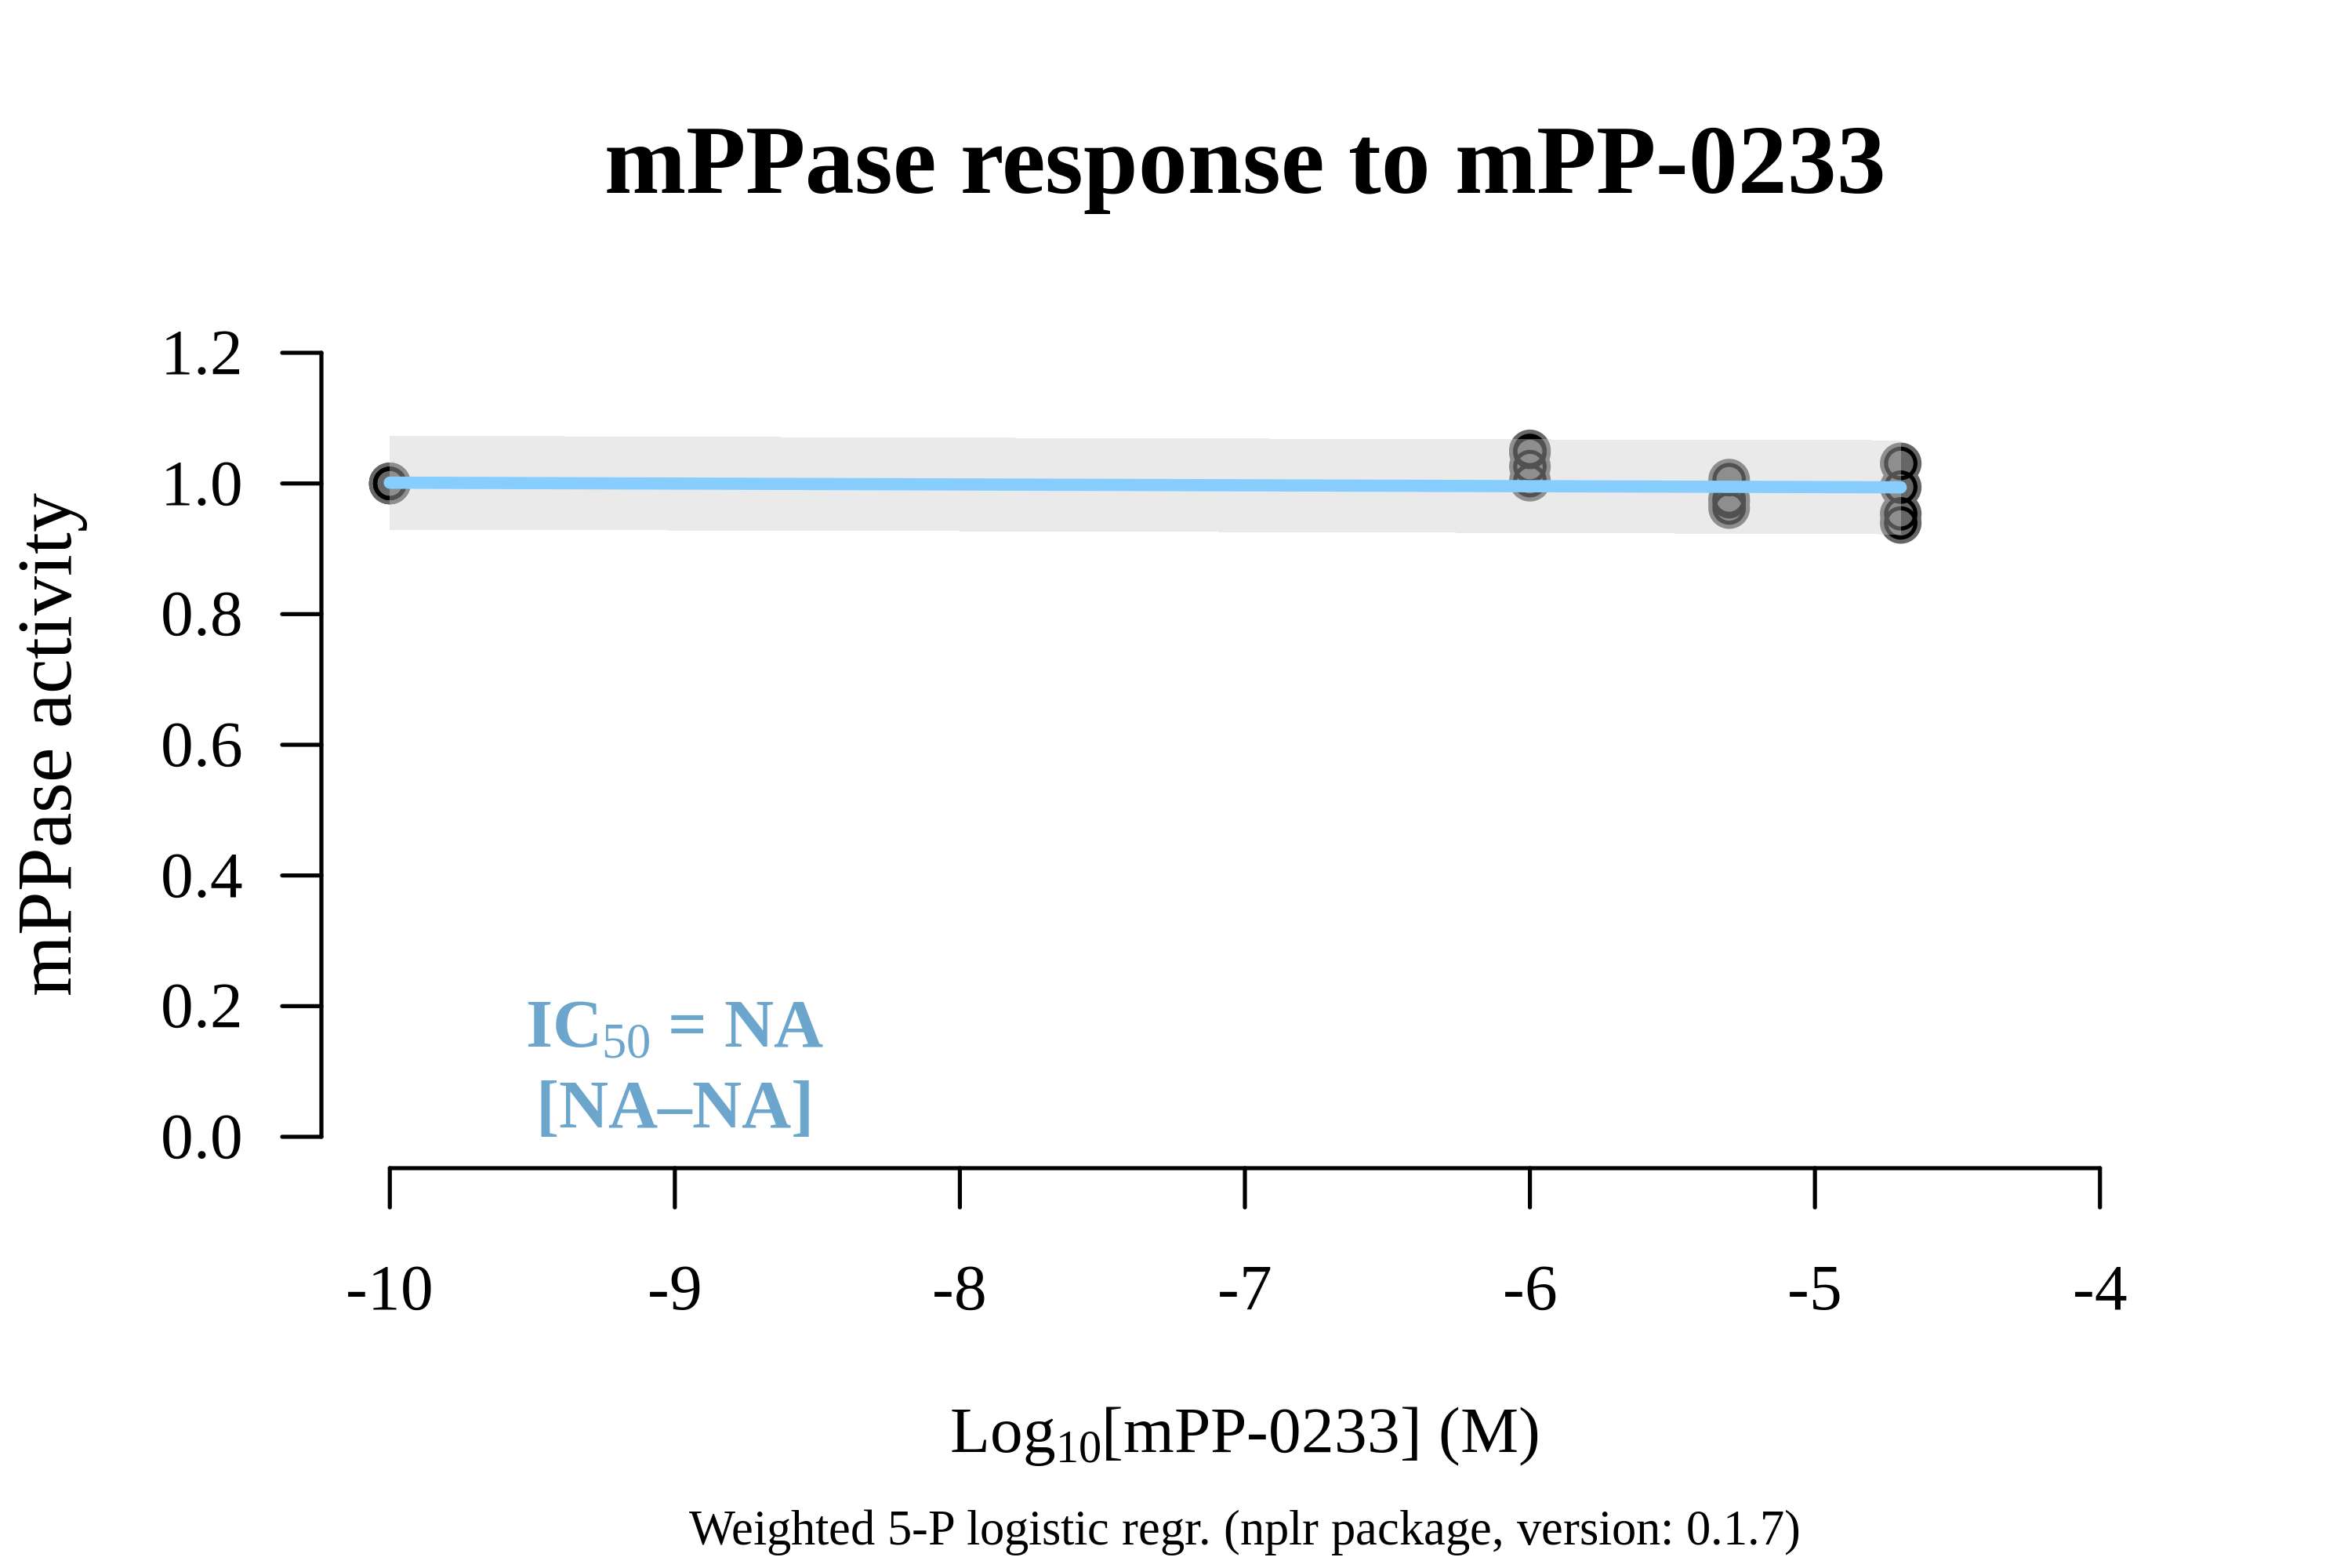 mPPase response to mPP-0233
mPPase activity
1.2
1.0
0.8
0.6
0.4
0.2
0.0
IC50 = NA
[NA–NA]
-10 -9 -8 -7 -6 -5 -4
Log10[mPP-0233] (M)
Weighted 5-P logistic regr. (nplr package, version: 0.1.7)